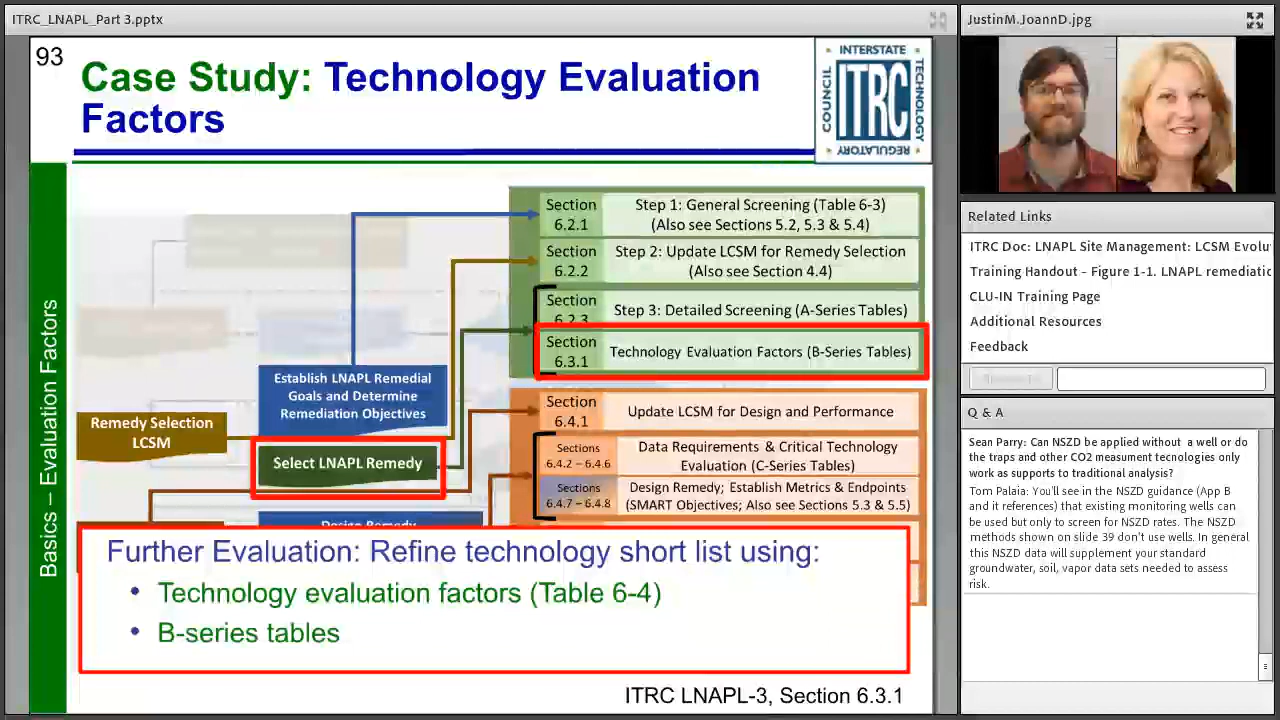 ITRC_LNAPL_Part 3.pptx
93
Case Study: Technology Evaluation
Factors
INTERSTATE
COUNCIL
ITRC
TECHNOLOGY
REGULATORY
Basics – Evaluation Factors
Section
6.2.1
Step 1: General Screening (Table 6-3)
(Also see Sections 5.2, 5.3 & 5.4)
Section
6.2.2
Step 2: Update LCSM for Remedy Selection
(Also see Section 4.4)
Section
6.2.3
Step 3: Detailed Screening (A-Series Tables)
Section
6.3.1
Technology Evaluation Factors (B-Series Tables)
Establish LNAPL Remedial
Goals and Determine
Remediation Objectives
Remedy Selection
LCSM
Select LNAPL Remedy
Section
6.4.1
Update LCSM for Design and Performance
Sections
6.4.2 – 6.4.6
Data Requirements & Critical Technology
Evaluation (C-Series Tables)
Sections
6.4.7 – 6.4.8
Design Remedy; Establish Metrics & Endpoints
(SMART Objectives; Also see Sections 5.3 & 5.5)
Design Remedy
Further Evaluation: Refine technology short list using:
• Technology evaluation factors (Table 6-4)
• B-series tables
ITRC LNAPL-3, Section 6.3.1
JustinM.JoannD.jpg
Related Links
ITRC Doc: LNAPL Site Management: LCSM Evolu
Training Handout - Figure 1-1. LNAPL remediatic
CLU-IN Training Page
Additional Resources
Feedback
Q & A
Sean Parry: Can NSZD be applied without a well or do
the traps and other CO2 measument tecnologies only
work as supports to traditional analysis?
Tom Palaia: You'll see in the NSZD guidance (App B
and it references) that existing monitoring wells can
be used but only to screen for NSZD rates. The NSZD
methods shown on slide 39 don't use wells. In general
this NSZD data will supplement your standard
groundwater, soil, vapor data sets needed to assess
risk.